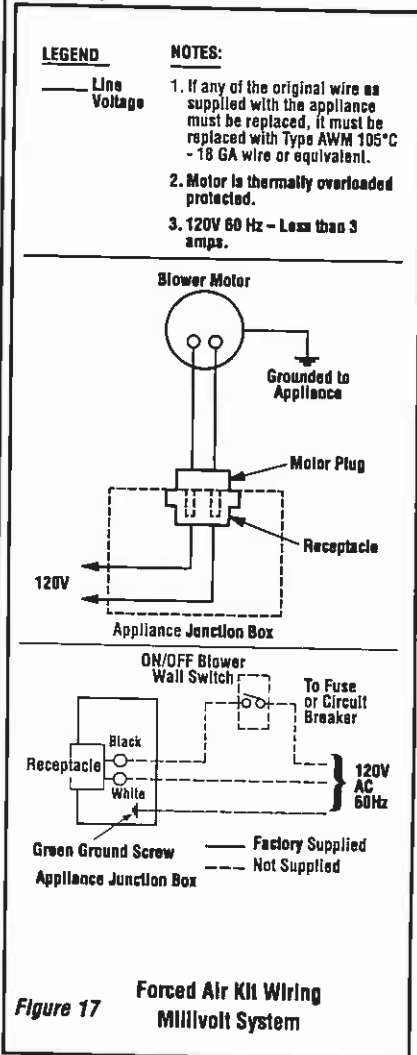 LEGEND
Line
Voltage
NOTES:
1. If any of the original wire as
supplied with the appliance
must be replaced, it must be
replaced with Type AWM 105°C
- 18 GA wire or equivalent.
2. Motor is thermally overloaded
protected.
3. 120V 60 Hz – Less than 3
amps.
Blower Motor
Grounded to
Appliance
Motor Plug
Receptacle
120V
Appliance Junction Box
ON/OFF Blower
Wall Switch
To Fuse
or Circuit
Breaker
Black
Receptacle
White
120V
AC
60Hz
Green Ground Screw
Factory Supplied
Not Supplied
Appliance Junction Box
Figure 17
Forced Air Kit Wiring
Millivolt System